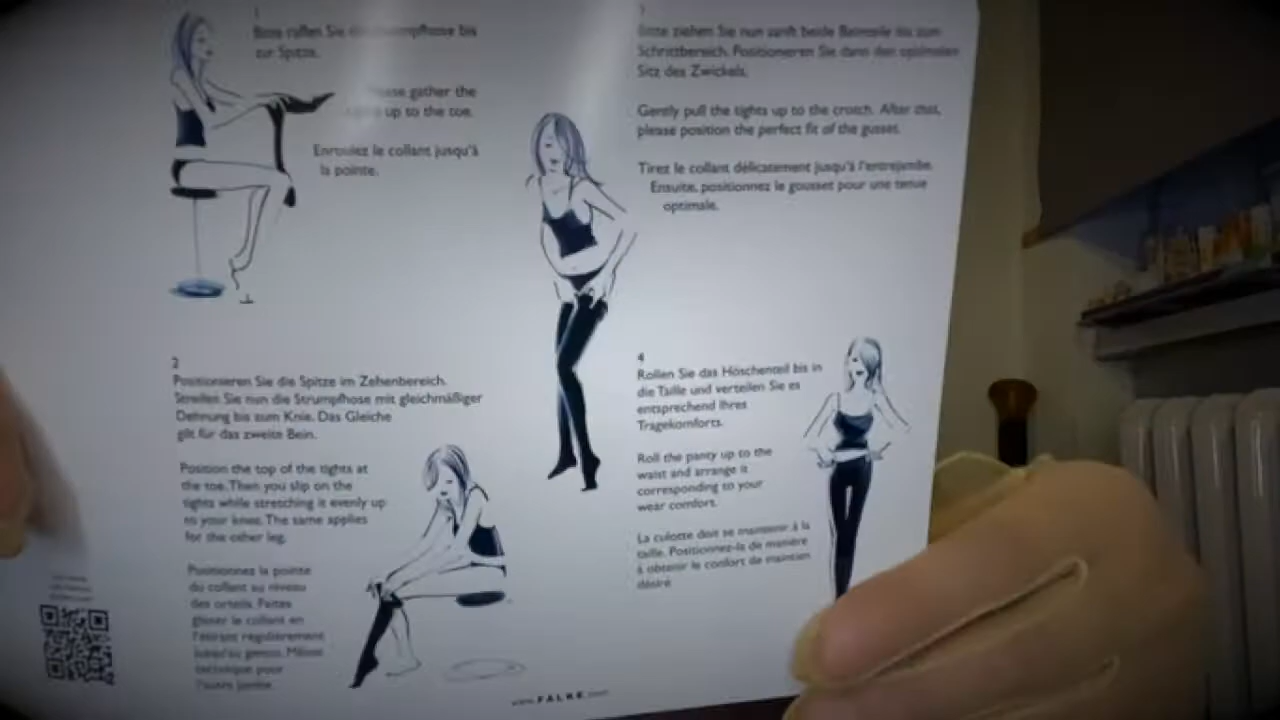 1
Bitte rollen Sie die Strumpfhose bis
zur Spitze.
Please gather the
tights up to the toe.
Enroulez le collant jusqu'à
la pointe.
2
Positionieren Sie die Spitze im Zehenbereich.
Streifen Sie nun die Strumpfhose mit gleichmäßiger
Dehnung bis zum Knie. Das Gleiche
gilt für das zweite Bein.
Position the top of the tights at
the toe. Then you slip on the
tights while stretching it evenly up
to your knee. The same applies
for the other leg.
Positionnez la pointe
du collant au niveau
des orteils. Faites
glisser le collant en
l'étirant régulièrement
jusqu'au genou. Même
technique pour
l'autre jambe.
Bitte ziehen Sie nun sanft beide Beinteile bis zum
Schrittbereich. Positionieren Sie dann den optimalen
Sitz des Zwickels.
Gently pull the tights up to the crotch. After that,
please position the perfect fit of the gusset.
Tirez le collant délicatement jusqu'à l'entrejambe.
Ensuite, positionnez le gousset pour une tenue
optimale.
4
Rollen Sie das Höschenteil bis in
die Taille und verteilen Sie es
entsprechend Ihres
Tragekomforts.
Roll the panty up to the
waist and arrange it
corresponding to your
wear comfort.
La culotte doit se maintenir à la
taille. Positionnez-la de manière
à obtenir le confort de maintien
désiré.
www.FALKE.com